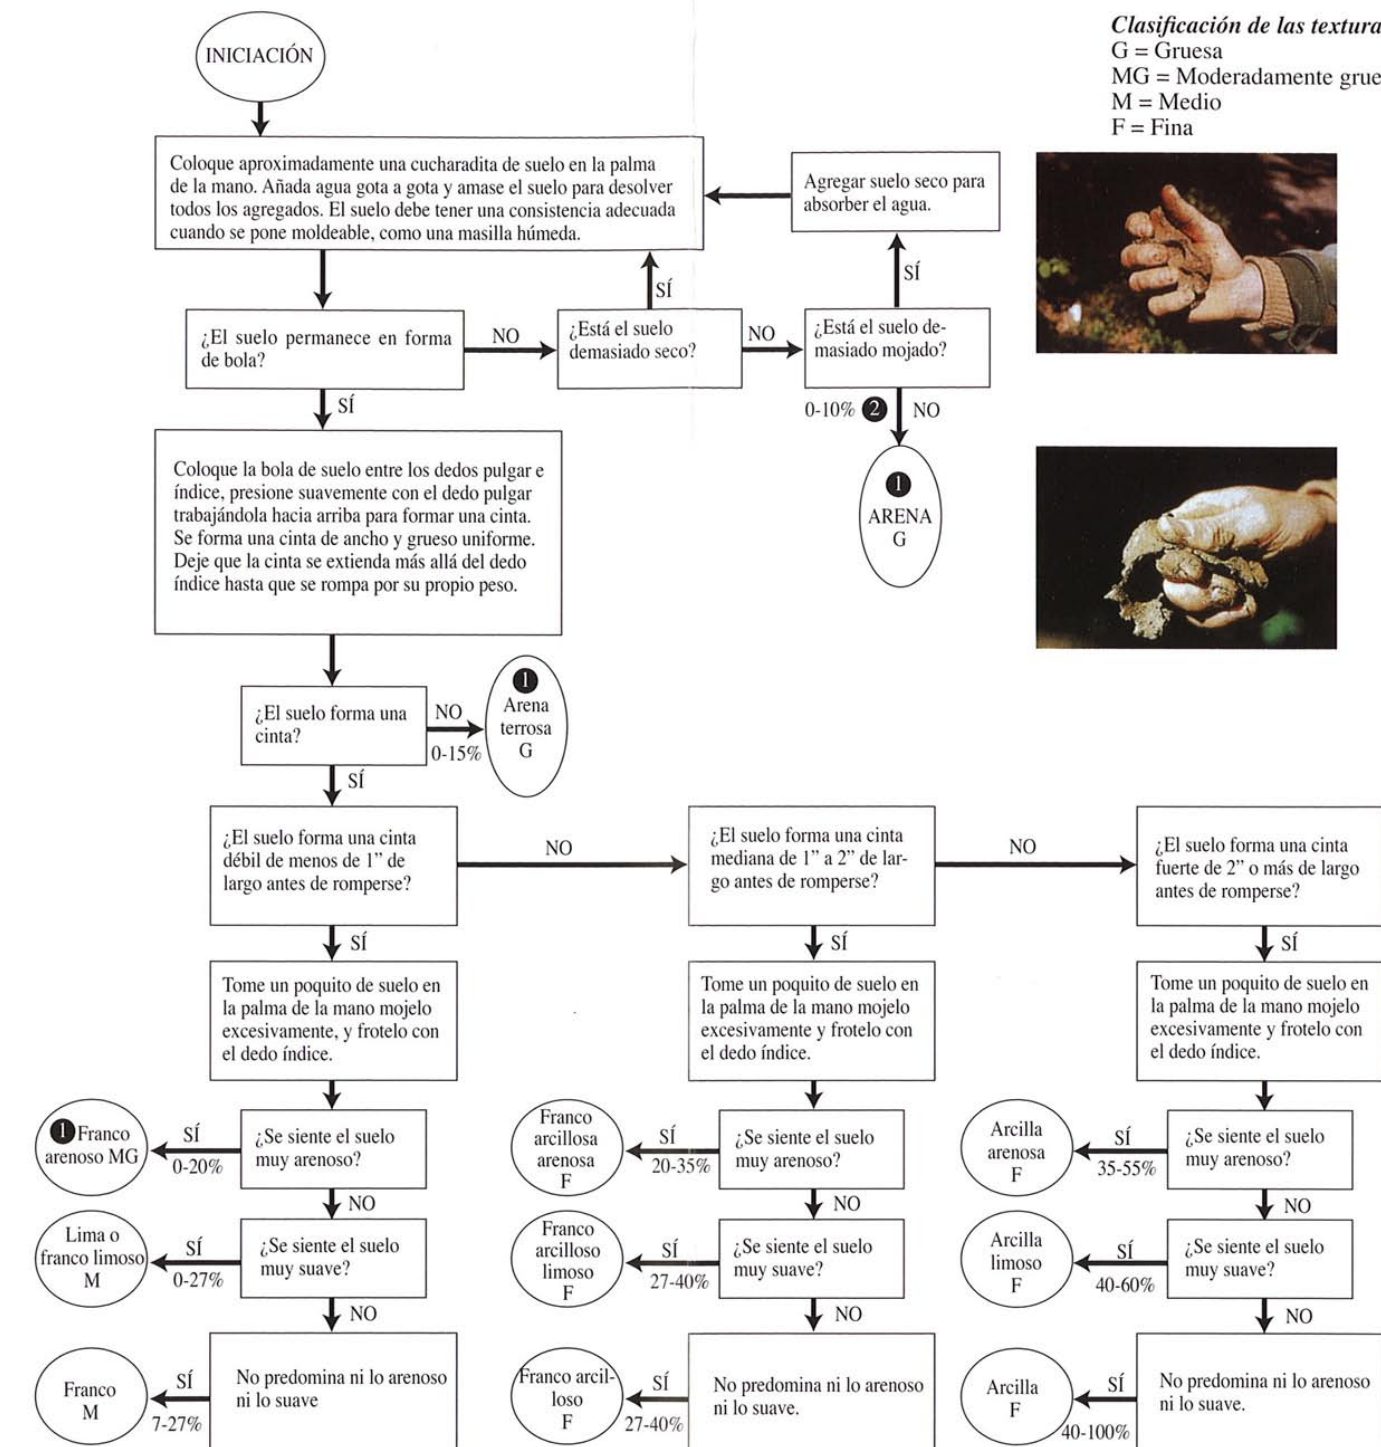 INICIACIÓN
Clasificación de las textura
G = Gruesa
MG = Moderadamente grue
M = Medio
F = Fina
Coloque aproximadamente una cucharadita de suelo en la palma
de la mano. Añada agua gota a gota y amase el suelo para desolver
todos los agregados. El suelo debe tener una consistencia adecuada
cuando se pone moldeable, como una masilla húmeda.
Agregar suelo seco para
absorber el agua.
SÍ
SÍ
¿El suelo permanece en forma
de bola?
NO
¿Está el suelo
demasiado seco?
NO
¿Está el suelo de-
masiado mojado?
SÍ
0-10% 2 NO
1
ARENA
G
Coloque la bola de suelo entre los dedos pulgar e
índice, presione suavemente con el dedo pulgar
trabajándola hacia arriba para formar una cinta.
Se forma una cinta de ancho y grueso uniforme.
Deje que la cinta se extienda más allá del dedo
índice hasta que se rompa por su propio peso.
¿El suelo forma una
cinta?
NO
0-15%
1
Arena
terrosa
G
SÍ
¿El suelo forma una cinta
débil de menos de 1” de
largo antes de romperse?
NO
¿El suelo forma una cinta
mediana de 1” a 2” de lar-
go antes de romperse?
NO
¿El suelo forma una cinta
fuerte de 2” o más de largo
antes de romperse?
SÍ
SÍ
SÍ
Tome un poquito de suelo en
la palma de la mano mojelo
excesivamente, y frotelo con
el dedo índice.
Tome un poquito de suelo en
la palma de la mano mojelo
excesivamente y frotelo con
el dedo índice.
Tome un poquito de suelo en
la palma de la mano mojelo
excesivamente y frotelo con
el dedo índice.
1 Franco
arenoso MG
SÍ
0-20%
¿Se siente el suelo
muy arenoso?
Franco
arcillosa
arenosa
F
SÍ
20-35%
¿Se siente el suelo
muy arenoso?
Arcilla
arenosa
F
SÍ
35-55%
¿Se siente el suelo
muy arenoso?
NO
NO
NO
Lima o
franco limoso
M
SÍ
0-27%
¿Se siente el suelo
muy suave?
Franco
arcilloso
limoso
F
SÍ
27-40%
¿Se siente el suelo
muy suave?
Arcilla
limoso
F
SÍ
40-60%
¿Se siente el suelo
muy suave?
NO
NO
NO
Franco
M
SÍ
7-27%
No predomina ni lo arenoso
ni lo suave
Franco arcil-
loso
F
SÍ
27-40%
No predomina ni lo arenoso
ni lo suave.
Arcilla
F
SÍ
40-100%
No predomina ni lo arenoso
ni lo suave.